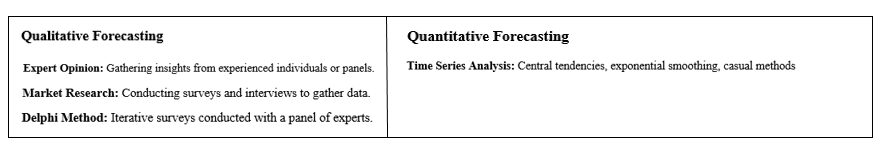 Qualitative Forecasting
Expert Opinion: Gathering insights from experienced individuals or panels.
Market Research: Conducting surveys and interviews to gather data.
Delphi Method: Iterative surveys conducted with a panel of experts.
Quantitative Forecasting
Time Series Analysis: Central tendencies, exponential smoothing, casual methods